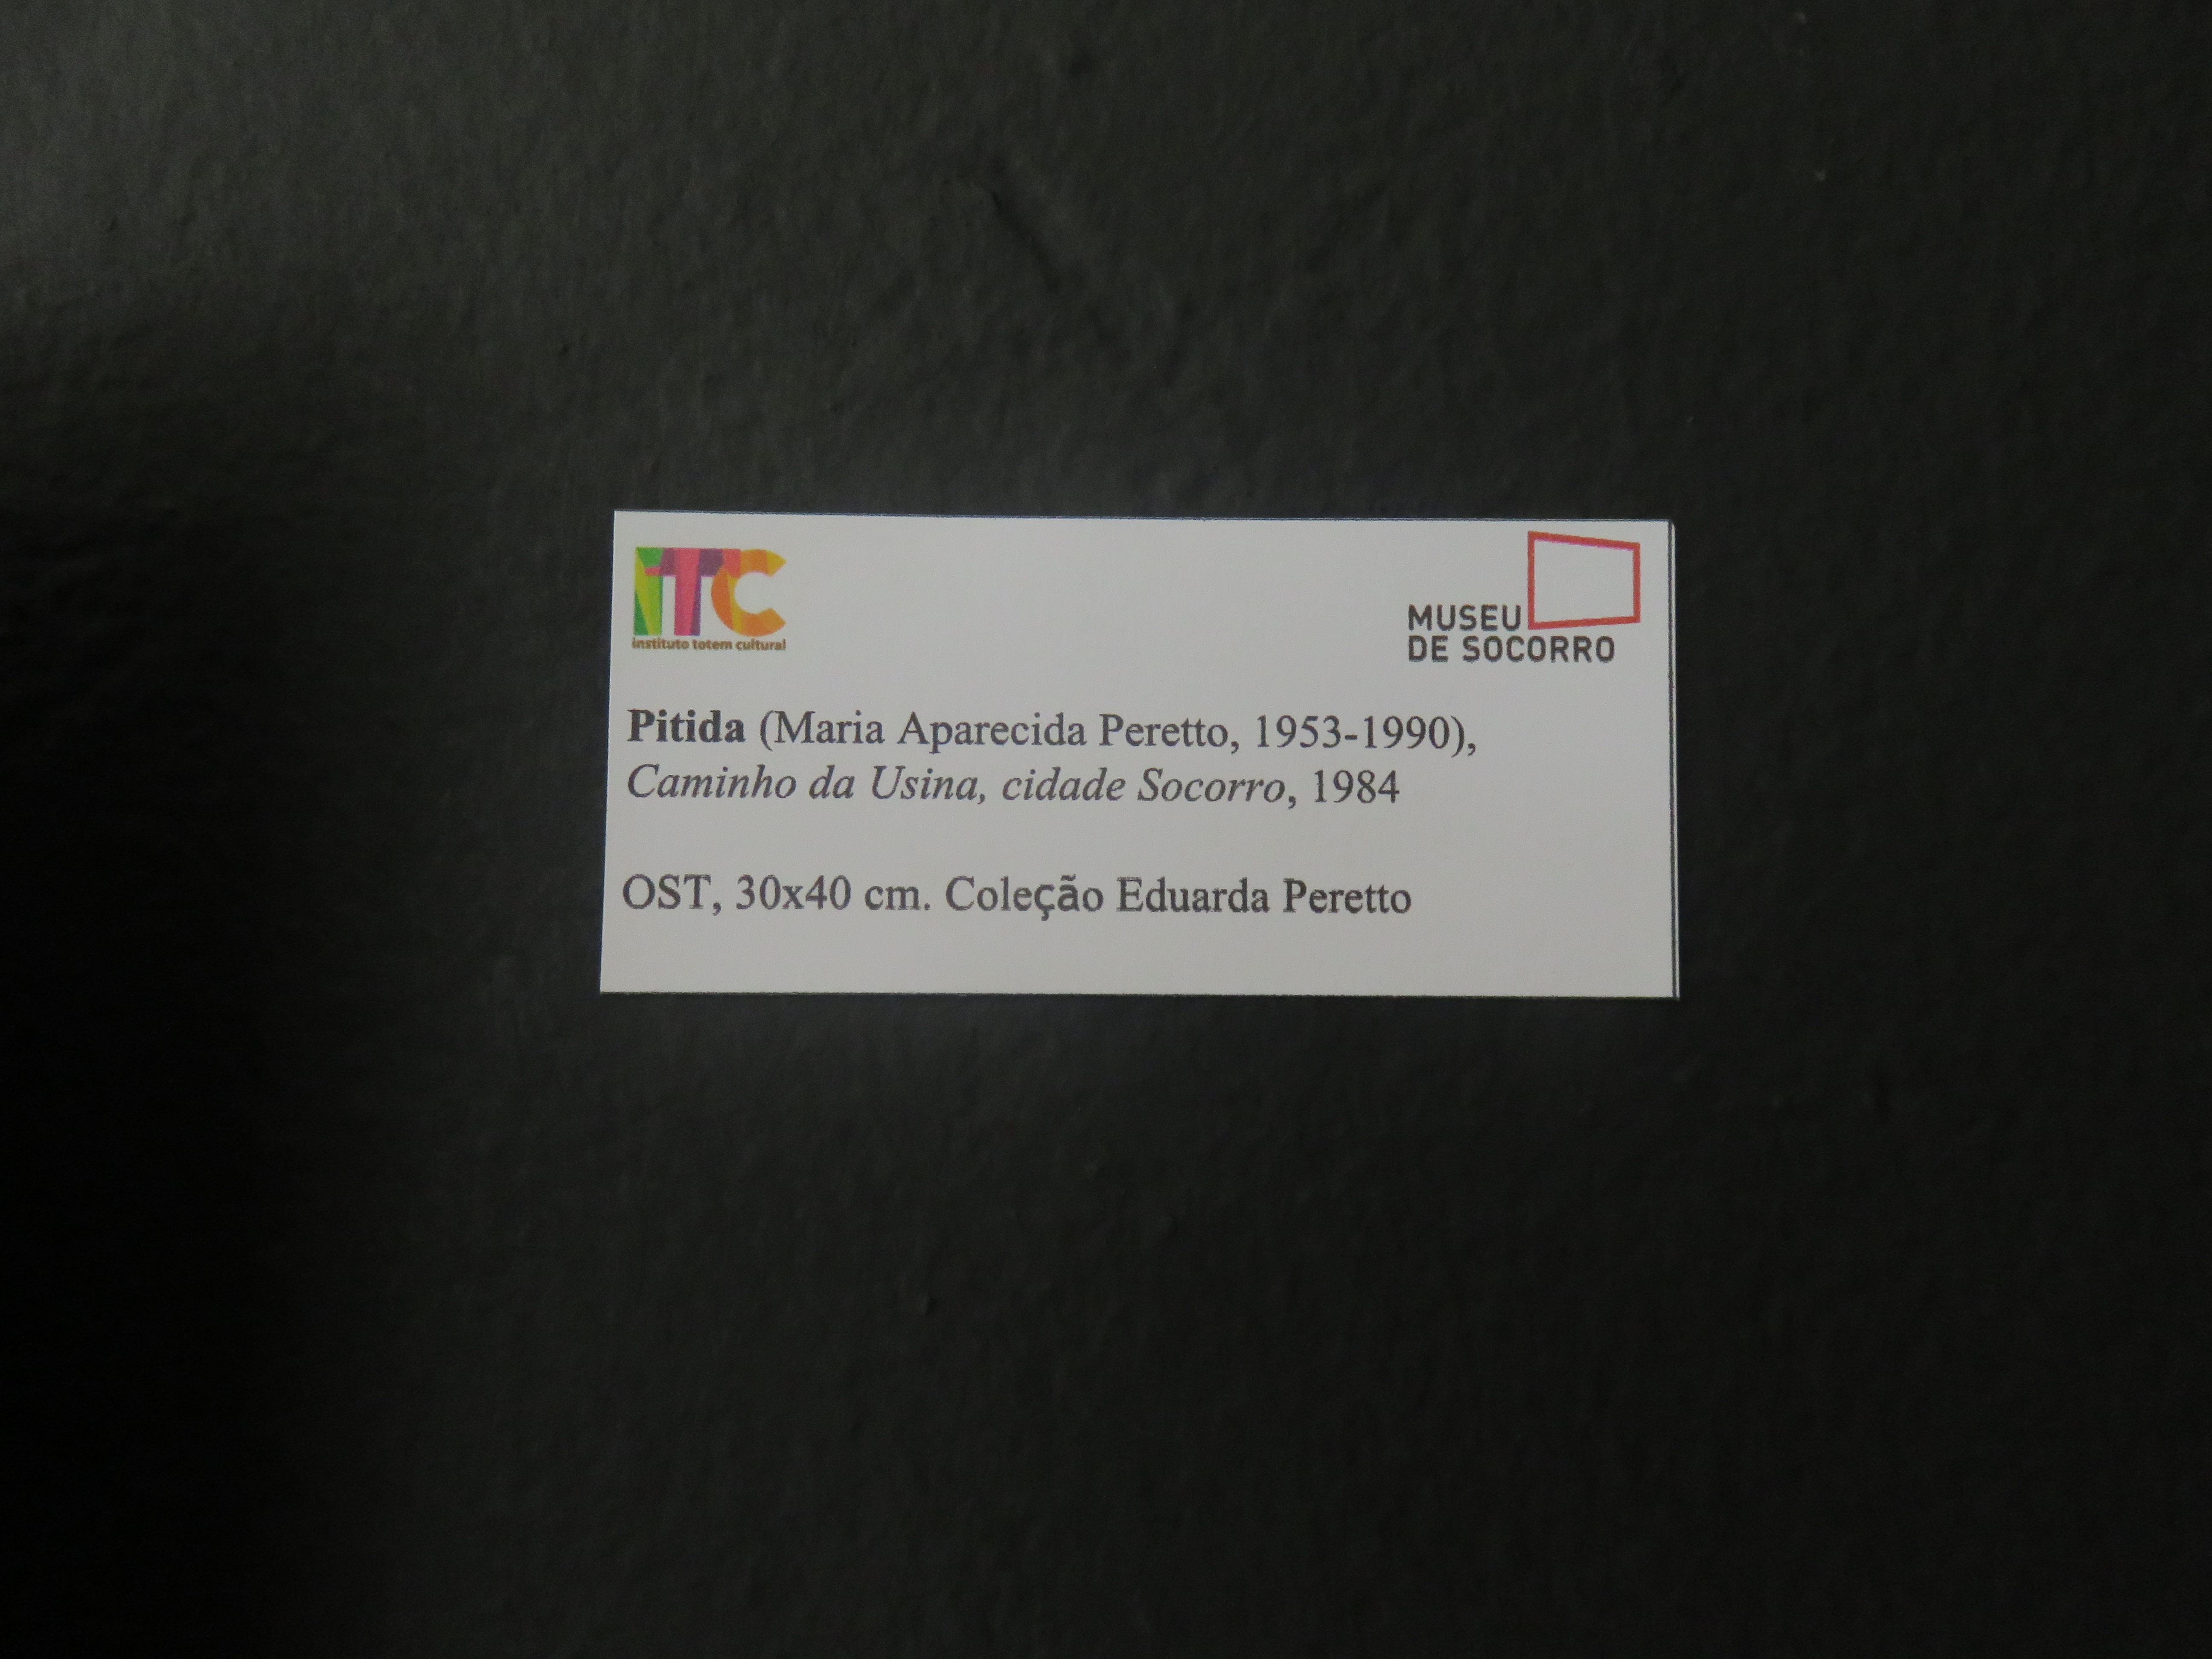 iTC
instituto totem cultural
MUSEU
DE SOCORRO
Pitida (Maria Aparecida Peretto, 1953-1990),
Caminho da Usina, cidade Socorro, 1984
OST, 30x40 cm. Coleção Eduarda Peretto